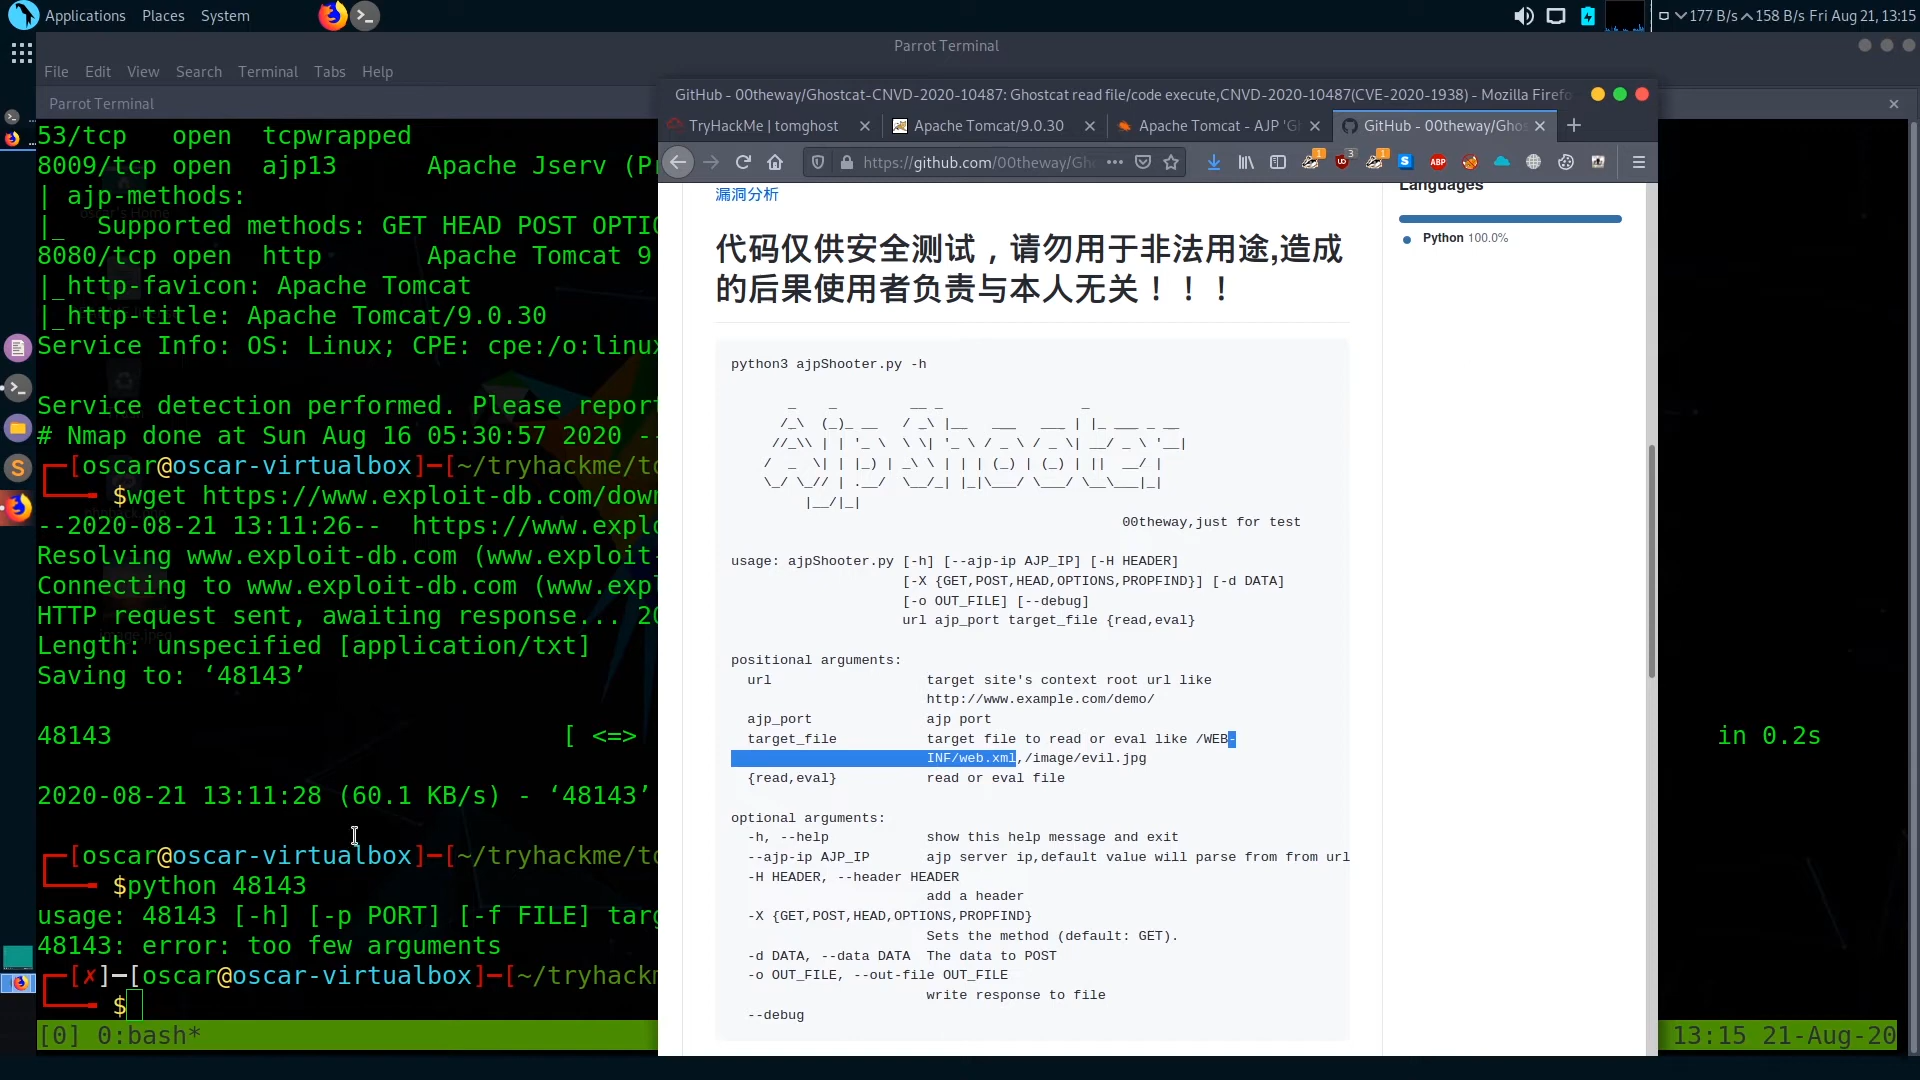 Applications Places System
177 B/s 158 B/s Fri Aug 21, 13:15
Parrot Terminal
File Edit View Search Terminal Tabs Help
Parrot Terminal
53/tcp open tcpwrapped
8009/tcp open ajp13 Apache Jserv (Pr
| ajp-methods:
|_ Supported methods: GET HEAD POST OPTIO
8080/tcp open http Apache Tomcat 9
|_http-favicon: Apache Tomcat
|_http-title: Apache Tomcat/9.0.30
Service Info: OS: Linux; CPE: cpe:/o:linux
Service detection performed. Please report
# Nmap done at Sun Aug 16 05:30:57 2020 --
[oscar@oscar-virtualbox]-[~/tryhackme/to
$wget https://www.exploit-db.com/down
--2020-08-21 13:11:26-- https://www.explo
Resolving www.exploit-db.com (www.exploit-
Connecting to www.exploit-db.com (www.expl
HTTP request sent, awaiting response... 20
Length: unspecified [application/txt]
Saving to: ‘48143’
48143 [ <=> in 0.2s
2020-08-21 13:11:28 (60.1 KB/s) - ‘48143’
[oscar@oscar-virtualbox]-[~/tryhackme/to
$python 48143
usage: 48143 [-h] [-p PORT] [-f FILE] targ
48143: error: too few arguments
[✗]-[oscar@oscar-virtualbox]-[~/tryhackm
$
[0] 0:bash* 13:15 21-Aug-20
GitHub - 00theway/Ghostcat-CNVD-2020-10487: Ghostcat read file/code execute,CNVD-2020-10487(CVE-2020-1938) - Mozilla Firefo
TryHackMe | tomghost Apache Tomcat/9.0.30 Apache Tomcat - AJP 'Gh GitHub - 00theway/Ghos
https://github.com/00theway/Gh
漏洞分析
Languages
Python 100.0%
代码仅供安全测试，请勿用于非法用途,造成
的后果使用者负责与本人无关！！！
python3 ajpShooter.py -h
00theway,just for test
usage: ajpShooter.py [-h] [--ajp-ip AJP_IP] [-H HEADER]
[-X {GET,POST,HEAD,OPTIONS,PROPFIND}] [-d DATA]
[-o OUT_FILE] [--debug]
url ajp_port target_file {read,eval}
positional arguments:
url target site's context root url like
http://www.example.com/demo/
ajp_port ajp port
target_file target file to read or eval like /WEB-
INF/web.xml,/image/evil.jpg
{read,eval} read or eval file
optional arguments:
-h, --help show this help message and exit
--ajp-ip AJP_IP ajp server ip,default value will parse from from url
-H HEADER, --header HEADER
add a header
-X {GET,POST,HEAD,OPTIONS,PROPFIND}
Sets the method (default: GET).
-d DATA, --data DATA The data to POST
-o OUT_FILE, --out-file OUT_FILE
write response to file
--debug